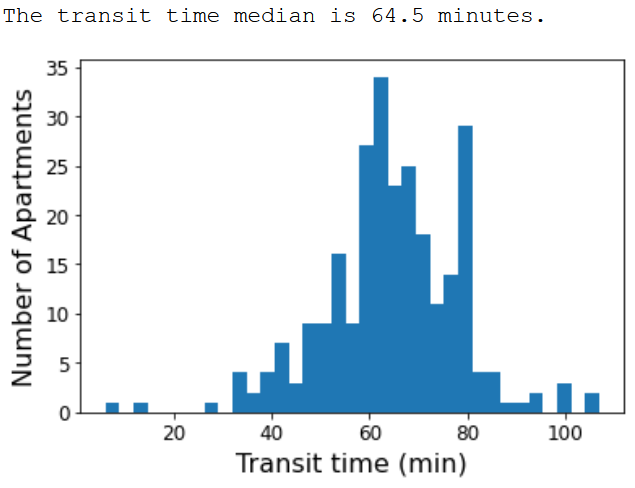 The transit time median is 64.5 minutes.
35
30
25
20
15
10
5
0
Number of Apartments
20 40 60 80 100
Transit time (min)